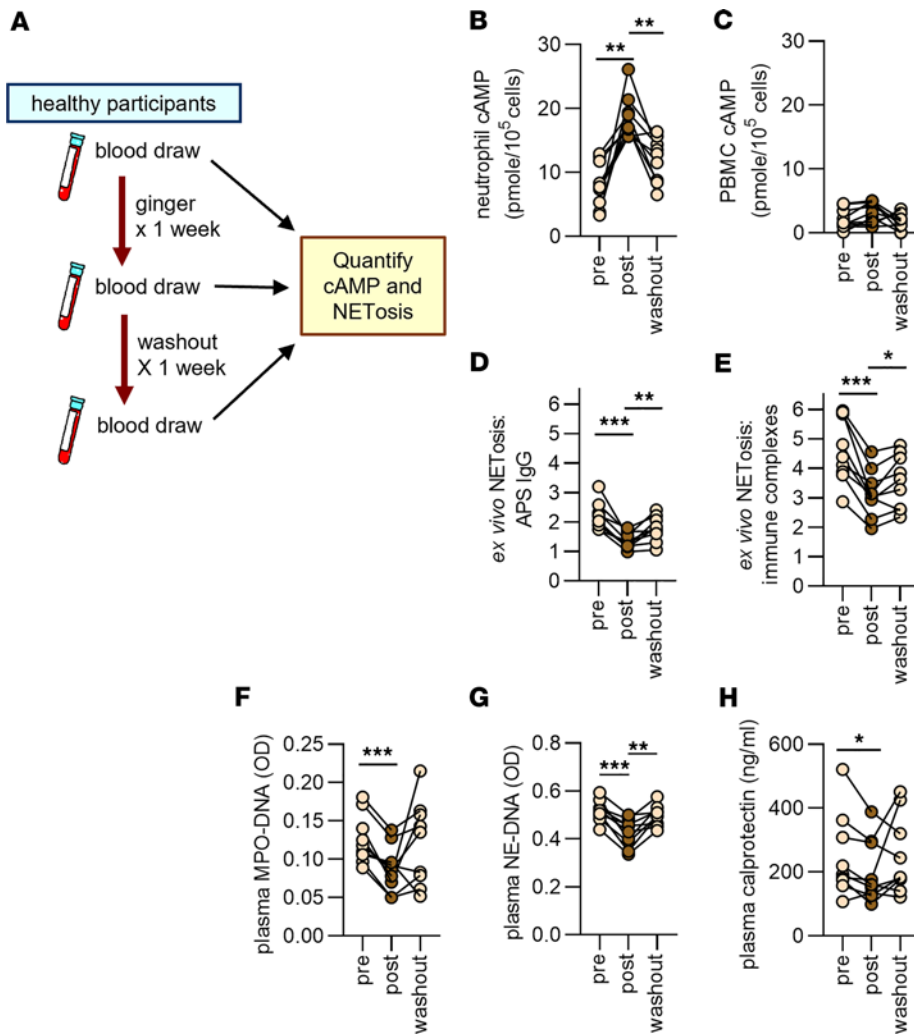 A
healthy participants
blood draw
ginger
x 1 week
blood draw
washout
X 1 week
blood draw
Quantify
cAMP and
NETosis
B
neutrophil cAMP
(pmole/10⁵ cells)
30
20
10
0
**
**
pre
post
washout
C
PBMC cAMP
(pmole/10⁵ cells)
30
20
10
0
pre
post
washout
D
ex vivo NETosis:
APS IgG
6
5
4
3
2
1
0
***
**
pre
post
washout
E
ex vivo NETosis:
immune complexes
6
5
4
3
2
1
0
***
*
pre
post
washout
F
plasma MPO-DNA (OD)
0.25
0.20
0.15
0.10
0.05
0.00
***
pre
post
washout
G
plasma NE-DNA (OD)
0.8
0.6
0.4
0.2
0.0
***
**
pre
post
washout
H
plasma calprotectin (ng/ml)
600
400
200
0
*
pre
post
washout